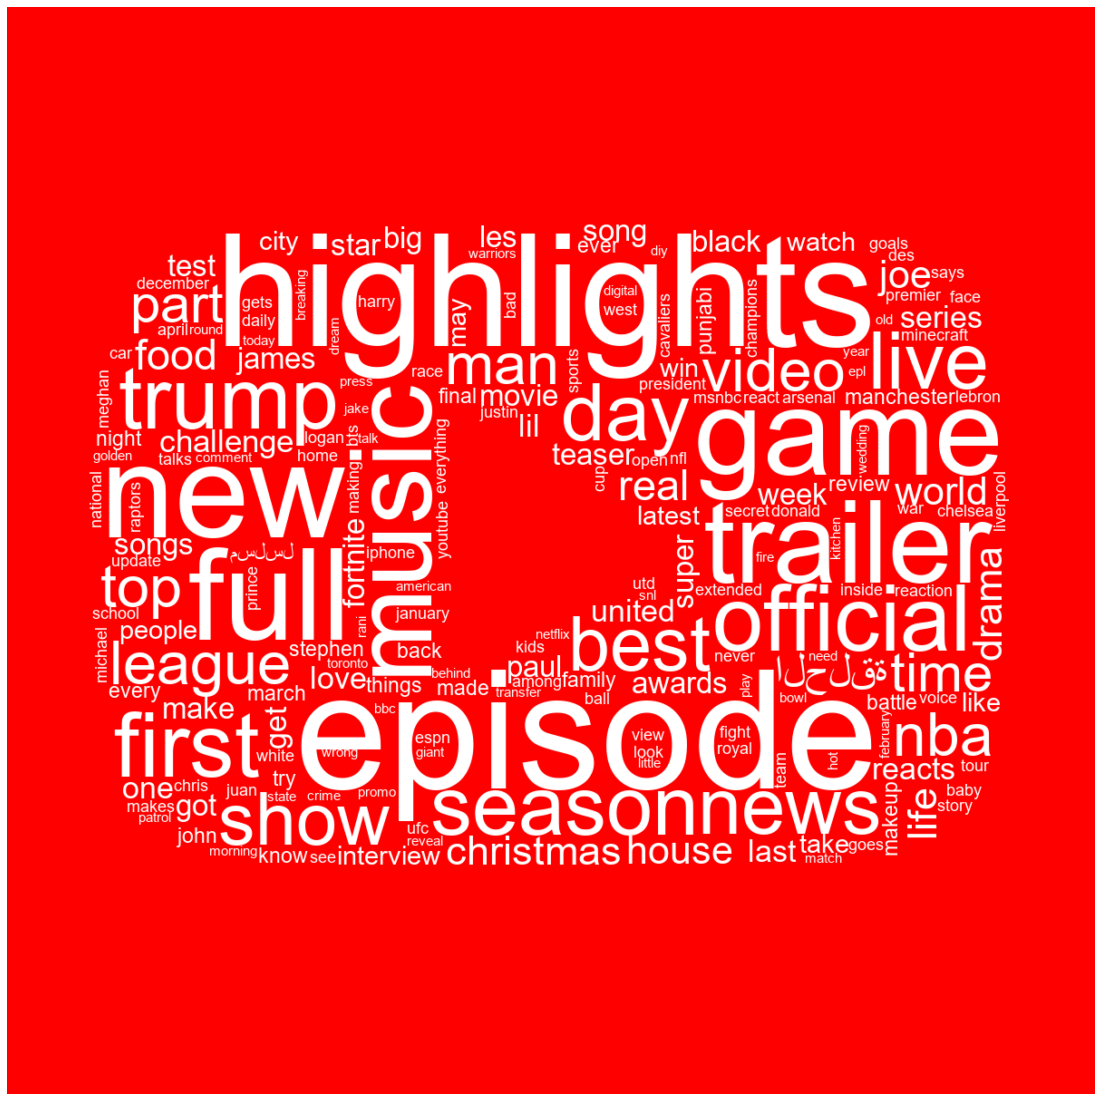 highlights
city
star
big
les
song
ever
warriors
diy
black
watch
goals
des
joe
says
test
december
part
gets
daily
breaking
harry
may
bad
digital
west
cavaliers
punjabi
champions
premier
face
old
series
minecraft
april
round
today
dream
car
food
james
race
man
sports
win
video
year
epl
live
meghan
trump
press
final
movie
justin
lil
president
msnbc
react
arsenal
manchester
lebron
jake
music
day
game
night
challenge
logan
bts
talk
golden
talks
comment
home
teaser
open
nfl
cup
wedding
national
raptors
new
making
everything
youtube
real
week
review
world
liverpool
latest
secret
donald
war
chelsea
songs
update
لسلسم
iphone
trailer
kitchen
fire
top
full
prince
fortnite
american
utd
snl
super
extended
inside
reaction
drama
school
people
rani
january
united
official
michael
league
stephen
toronto
back
netflix
kids
best
never
need
ةقلحلا
time
every
march
love
things
behind
made
paul
among
family
transfer
ball
awards
play
bowl
battle
voice
like
make
get
bbc
episode
first
white
wrong
espn
giant
view
look
little
fight
royal
team
hot
february
nba
reacts
tour
one
chris
juan
try
state
crime
promo
season
news
makeup
life
baby
story
makes
patrol
got
show
john
ufc
reveal
morning
know
see
interview
christmas
house
last
take
match
goes